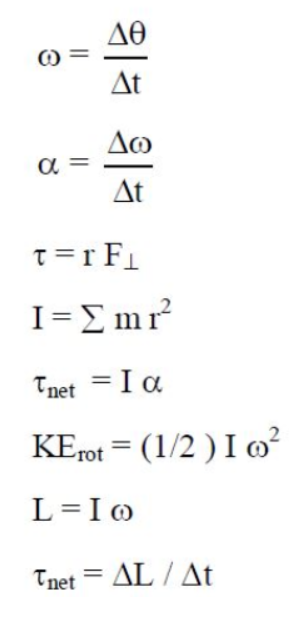 ω = Δθ / Δt
α = Δω / Δt
τ = r F⊥
I = ∑ m r²
τnet = I α
KErot = (1/2 ) I ω²
L = I ω
τnet = ΔL / Δt